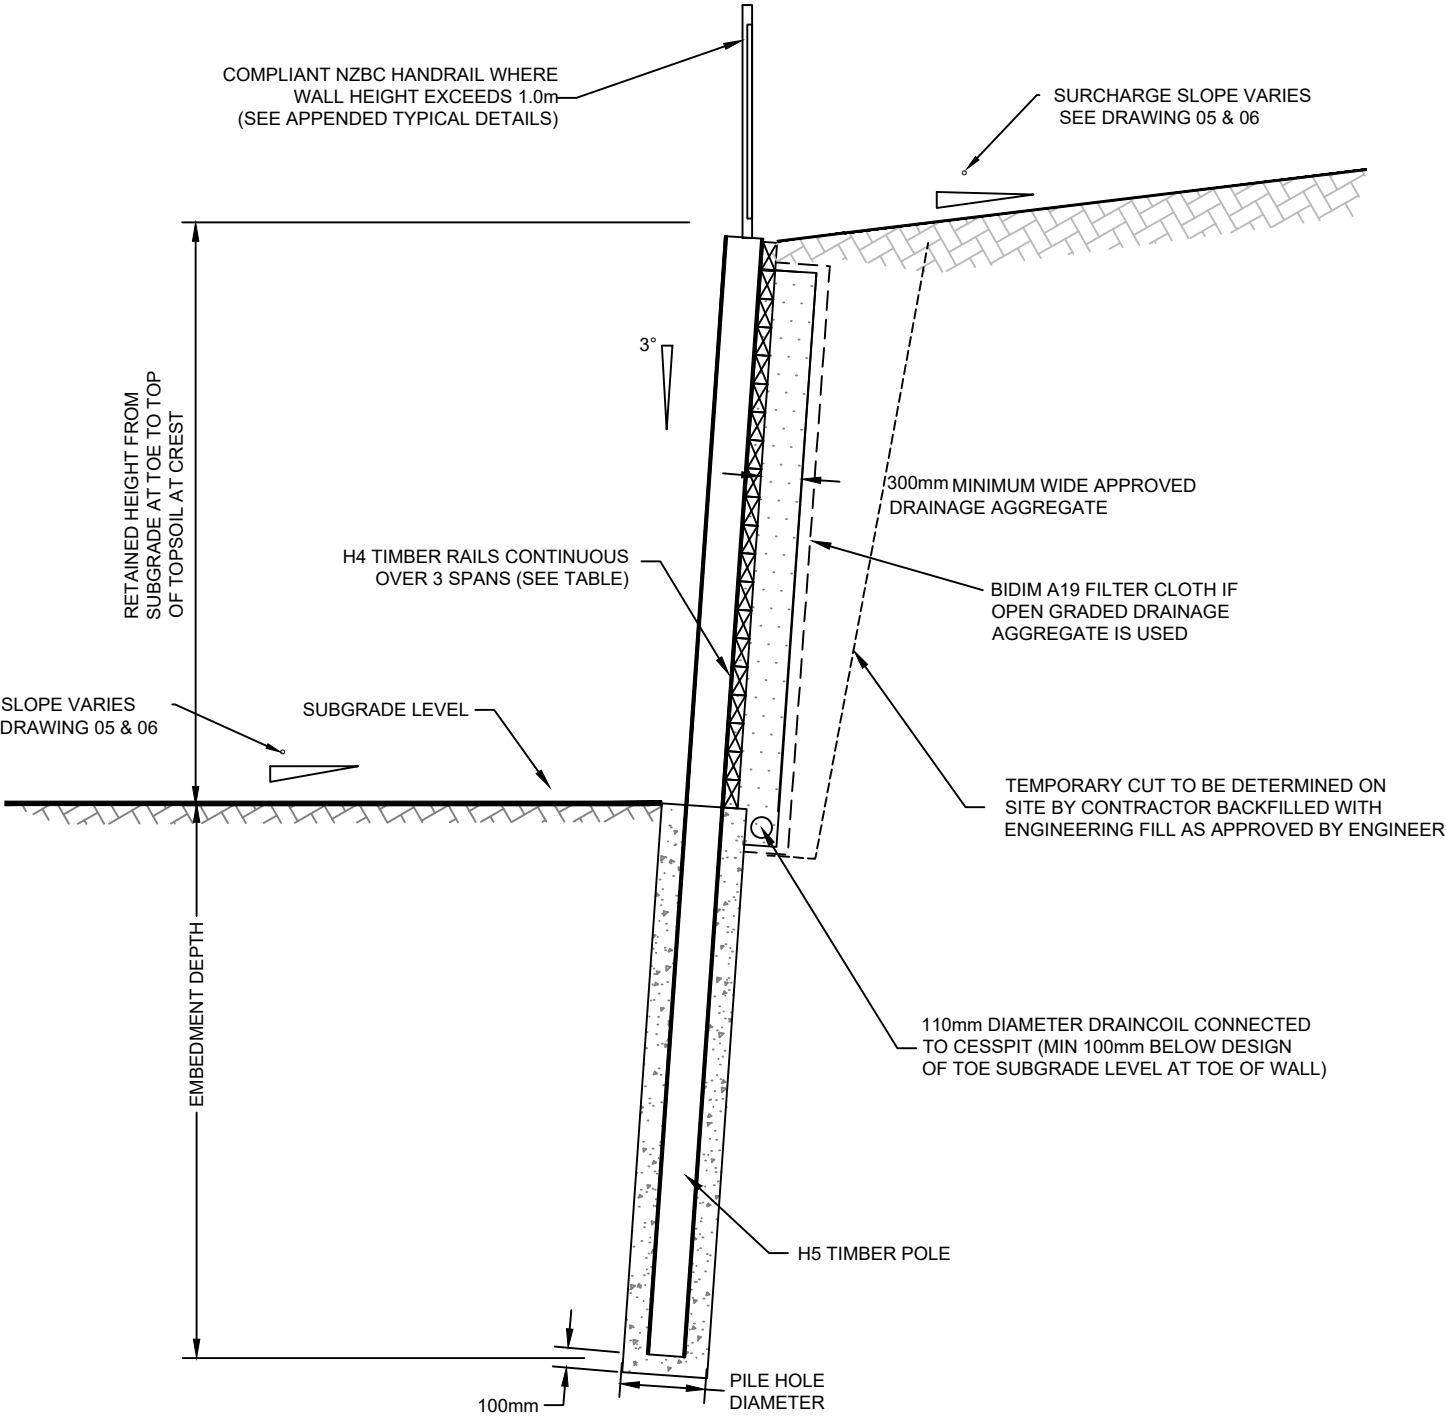 COMPLIANT NZBC HANDRAIL WHERE
WALL HEIGHT EXCEEDS 1.0m
(SEE APPENDED TYPICAL DETAILS)
SURCHARGE SLOPE VARIES
SEE DRAWING 05 & 06
3°
RETAINED HEIGHT FROM
SUBGRADE AT TOE TO TOP
OF TOPSOIL AT CREST
300mm MINIMUM WIDE APPROVED
DRAINAGE AGGREGATE
H4 TIMBER RAILS CONTINUOUS
OVER 3 SPANS (SEE TABLE)
BIDIM A19 FILTER CLOTH IF
OPEN GRADED DRAINAGE
AGGREGATE IS USED
SLOPE VARIES
DRAWING 05 & 06
SUBGRADE LEVEL
TEMPORARY CUT TO BE DETERMINED ON
SITE BY CONTRACTOR BACKFILLED WITH
ENGINEERING FILL AS APPROVED BY ENGINEER
EMBEDMENT DEPTH
110mm DIAMETER DRAINCOIL CONNECTED
TO CESSPIT (MIN 100mm BELOW DESIGN
OF TOE SUBGRADE LEVEL AT TOE OF WALL)
H5 TIMBER POLE
PILE HOLE
DIAMETER
100mm